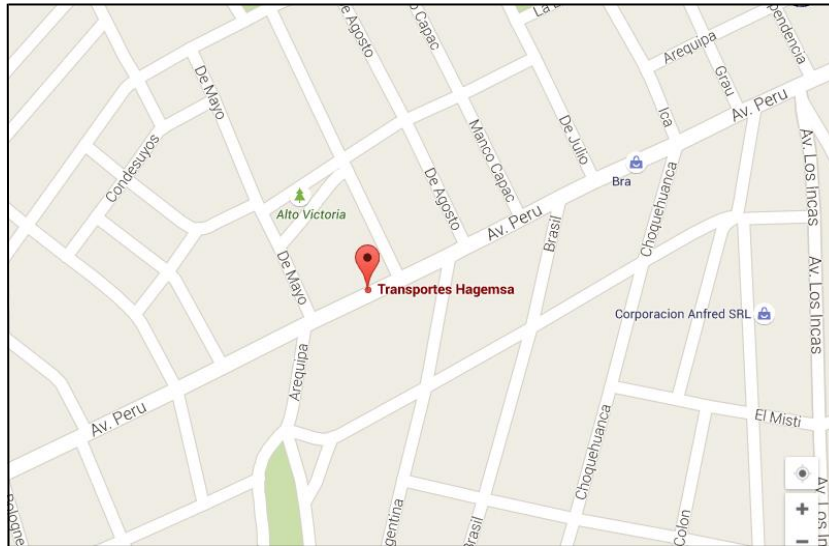 Arequipa
Grau
Av. Peru
De Mayo
De Agosto
Manco Capac
De Julio
Ica
Condesuyos
Bra
Av. Los Incas
Alto Victoria
De Agosto
Manco Capac
Av. Peru
Brasil
Choquehuanca
De Mayo
Transportes Hagemsa
Av. Los Incas
Corporacion Anfred SRL
Arequipa
Av. Peru
El Misti
Choquehuanca
Brasil
Colon
+
−